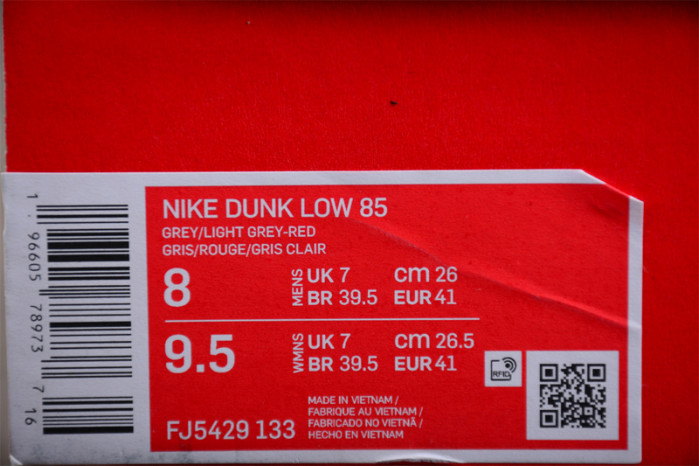 NIKE DUNK LOW 85
GREY/LIGHT GREY-RED
GRIS/ROUGE/GRIS CLAIR
8 MENS UK 7 cm 26
BR 39.5 EUR 41
9.5 WMNS UK 7 cm 26.5
BR 39.5 EUR 41
RFID
FJ5429 133
MADE IN VIETNAM /
FABRIQUE AU VIETNAM /
FABRICADO NO VIETNÃ /
HECHO EN VIETNAM
1 96605 78973 7 16